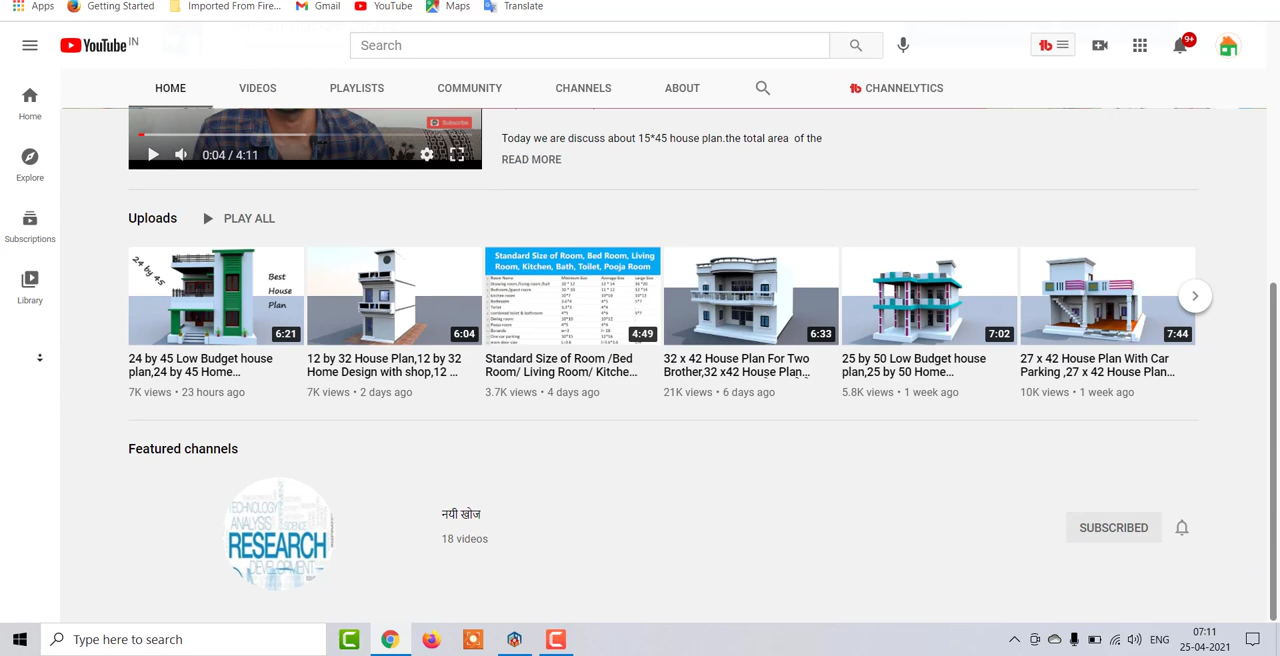 Apps Getting Started Imported From Fire... Gmail YouTube Maps Translate
YouTube IN Search 9+
HOME VIDEOS PLAYLISTS COMMUNITY CHANNELS ABOUT CHANNELYTICS
Home
Explore
Subscriptions
Library
Subscribe
0:04 / 4:11
Today we are discuss about 15*45 house plan.the total area of the
READ MORE
Uploads PLAY ALL
24 by 45
Best
House
Plan
6:21
6:04
Standard Size of Room, Bed Room, Living
Room, Kitchen, Bath, Toilet, Pooja Room
4:49
6:33
7:02
7:44
24 by 45 Low Budget house
plan,24 by 45 Home...
7K views • 23 hours ago
12 by 32 House Plan,12 by 32
Home Design with shop,12 ...
7K views • 2 days ago
Standard Size of Room /Bed
Room/ Living Room/ Kitche...
3.7K views • 4 days ago
32 x 42 House Plan For Two
Brother,32 x42 House Plan,..
21K views • 6 days ago
25 by 50 Low Budget house
plan,25 by 50 Home...
5.8K views • 1 week ago
27 x 42 House Plan With Car
Parking ,27 x 42 House Plan...
10K views • 1 week ago
Featured channels
TECHNOLOGY
ANALYSIS
RESEARCH
DEVELOPMENT
नयी खोज
18 videos
SUBSCRIBED
Type here to search
ENG
07:11
25-04-2021